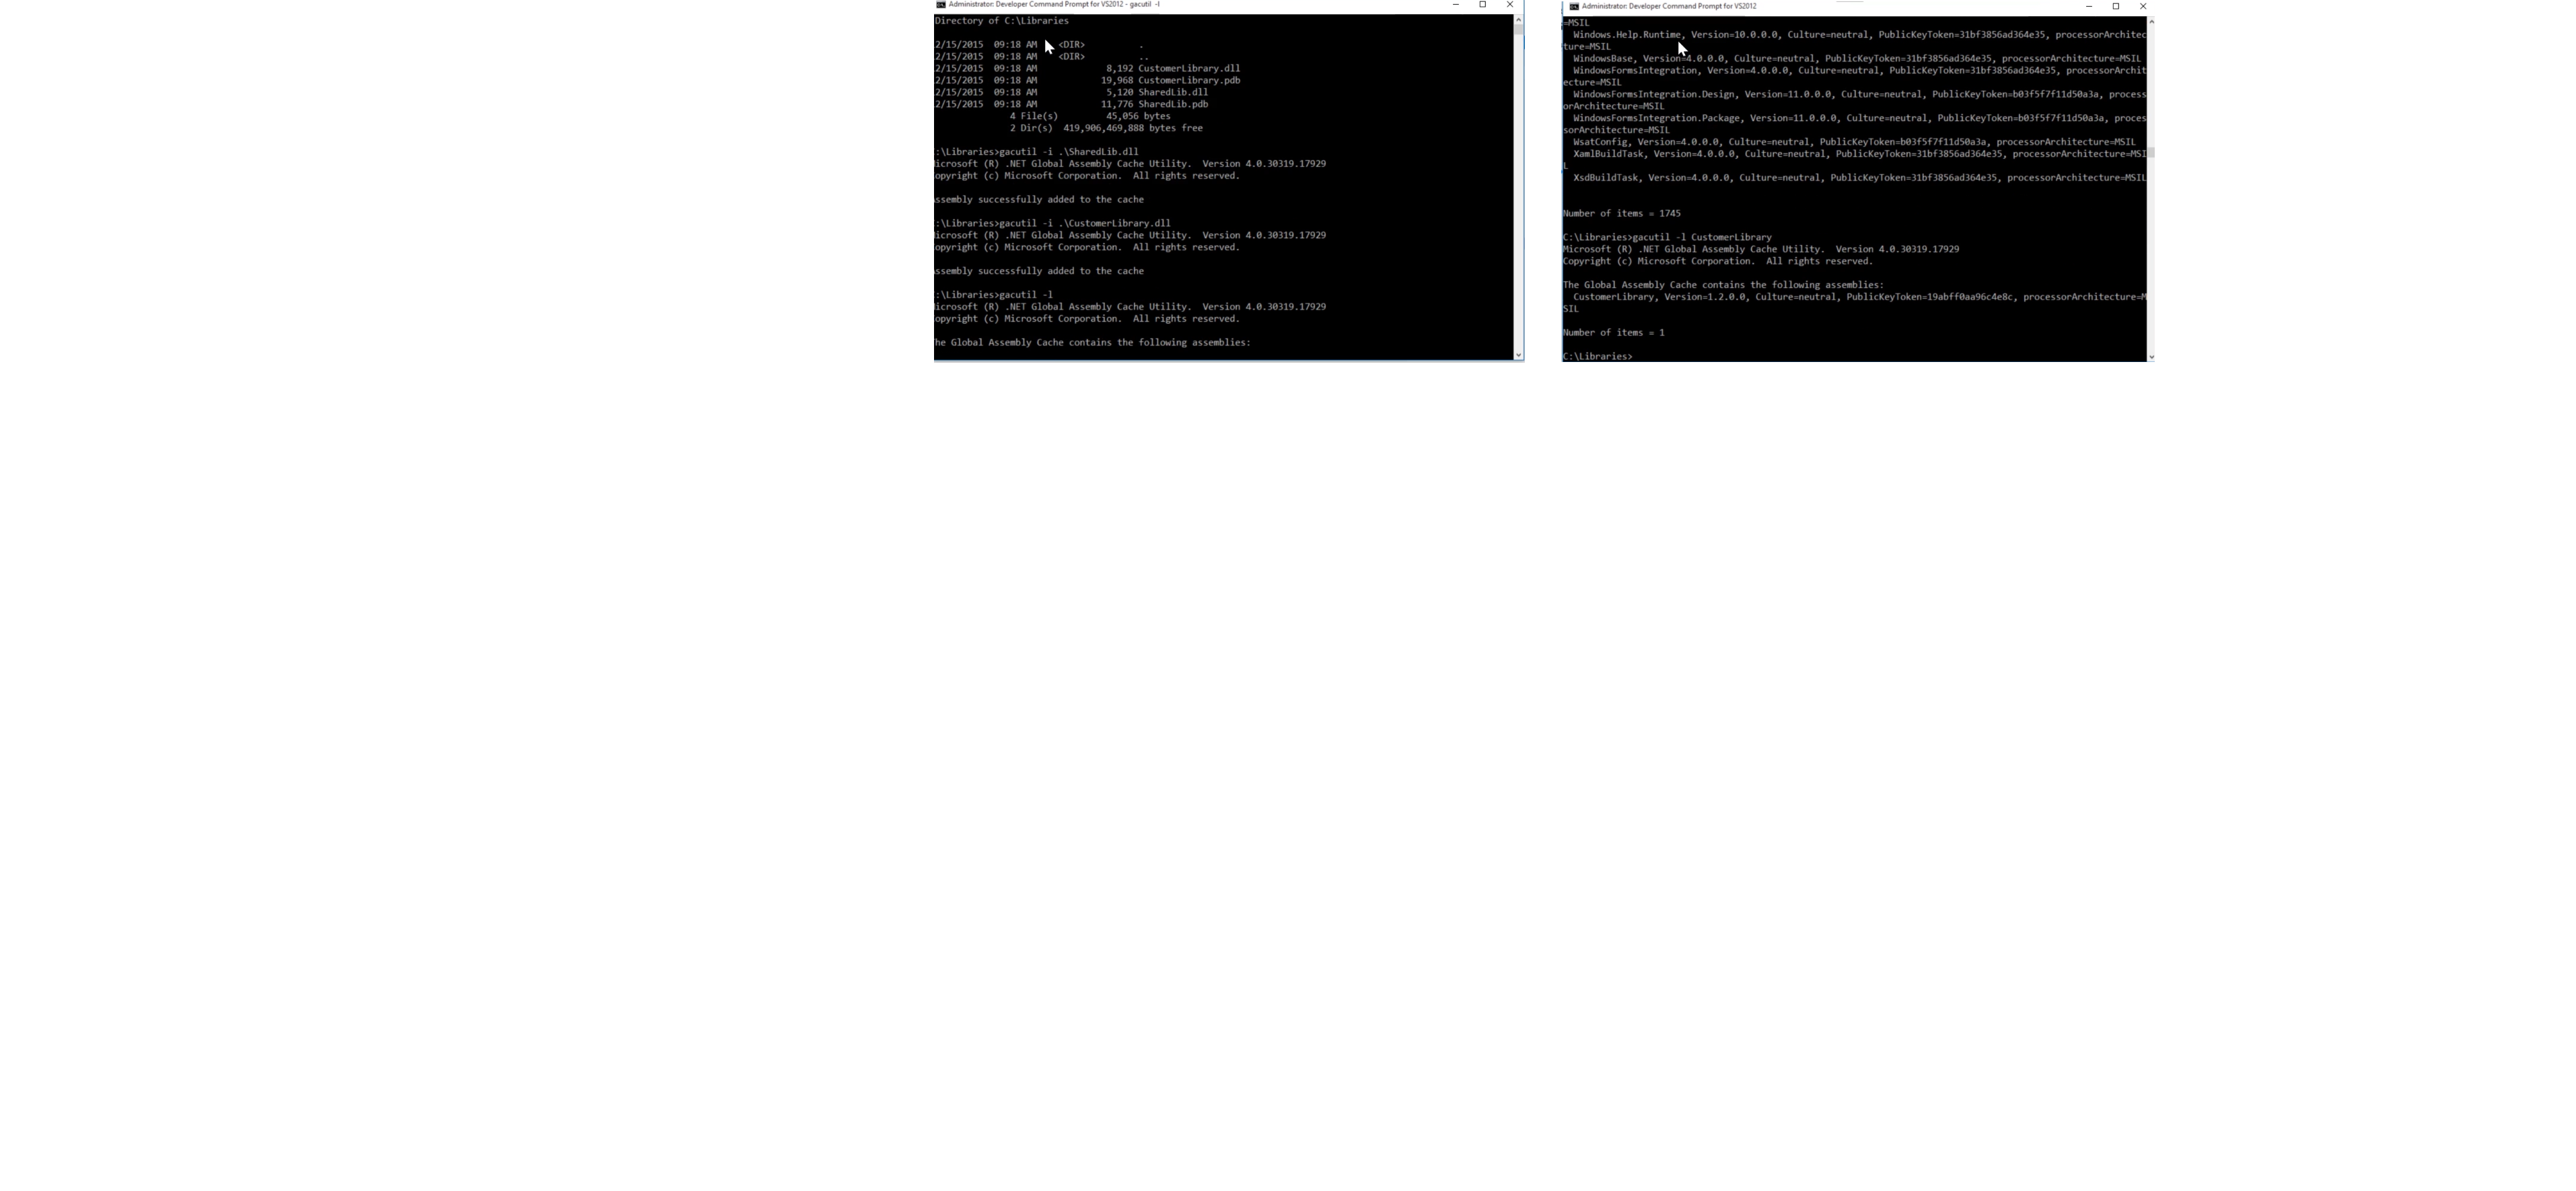 Administrator: Developer Command Prompt for VS2012 - gacutil -l
Directory of C:\Libraries
2/15/2015  09:18 AM    <DIR>          .
2/15/2015  09:18 AM    <DIR>          ..
2/15/2015  09:18 AM             8,192 CustomerLibrary.dll
2/15/2015  09:18 AM            19,968 CustomerLibrary.pdb
2/15/2015  09:18 AM             5,120 SharedLib.dll
2/15/2015  09:18 AM            11,776 SharedLib.pdb
4 File(s)         45,056 bytes
2 Dir(s)  419,906,469,888 bytes free
:\Libraries>gacutil -i .\SharedLib.dll
icrosoft (R) .NET Global Assembly Cache Utility.  Version 4.0.30319.17929
opyright (c) Microsoft Corporation.  All rights reserved.
ssembly successfully added to the cache
:\Libraries>gacutil -i .\CustomerLibrary.dll
icrosoft (R) .NET Global Assembly Cache Utility.  Version 4.0.30319.17929
opyright (c) Microsoft Corporation.  All rights reserved.
ssembly successfully added to the cache
:\Libraries>gacutil -l
icrosoft (R) .NET Global Assembly Cache Utility.  Version 4.0.30319.17929
opyright (c) Microsoft Corporation.  All rights reserved.
he Global Assembly Cache contains the following assemblies:
Administrator: Developer Command Prompt for VS2012
=MSIL
Windows.Help.Runtime, Version=10.0.0.0, Culture=neutral, PublicKeyToken=31bf3856ad364e35, processorArchitec
ture=MSIL
WindowsBase, Version=4.0.0.0, Culture=neutral, PublicKeyToken=31bf3856ad364e35, processorArchitecture=MSIL
WindowsFormsIntegration, Version=4.0.0.0, Culture=neutral, PublicKeyToken=31bf3856ad364e35, processorArchit
ecture=MSIL
WindowsFormsIntegration.Design, Version=11.0.0.0, Culture=neutral, PublicKeyToken=b03f5f7f11d50a3a, process
orArchitecture=MSIL
WindowsFormsIntegration.Package, Version=11.0.0.0, Culture=neutral, PublicKeyToken=b03f5f7f11d50a3a, proces
sorArchitecture=MSIL
WsatConfig, Version=4.0.0.0, Culture=neutral, PublicKeyToken=b03f5f7f11d50a3a, processorArchitecture=MSIL
XamlBuildTask, Version=4.0.0.0, Culture=neutral, PublicKeyToken=31bf3856ad364e35, processorArchitecture=MSI
L
XsdBuildTask, Version=4.0.0.0, Culture=neutral, PublicKeyToken=31bf3856ad364e35, processorArchitecture=MSIL
Number of items = 1745
C:\Libraries>gacutil -l CustomerLibrary
Microsoft (R) .NET Global Assembly Cache Utility.  Version 4.0.30319.17929
Copyright (c) Microsoft Corporation.  All rights reserved.
The Global Assembly Cache contains the following assemblies:
CustomerLibrary, Version=1.2.0.0, Culture=neutral, PublicKeyToken=19abff0aa96c4e8c, processorArchitecture=M
SIL
Number of items = 1
C:\Libraries>